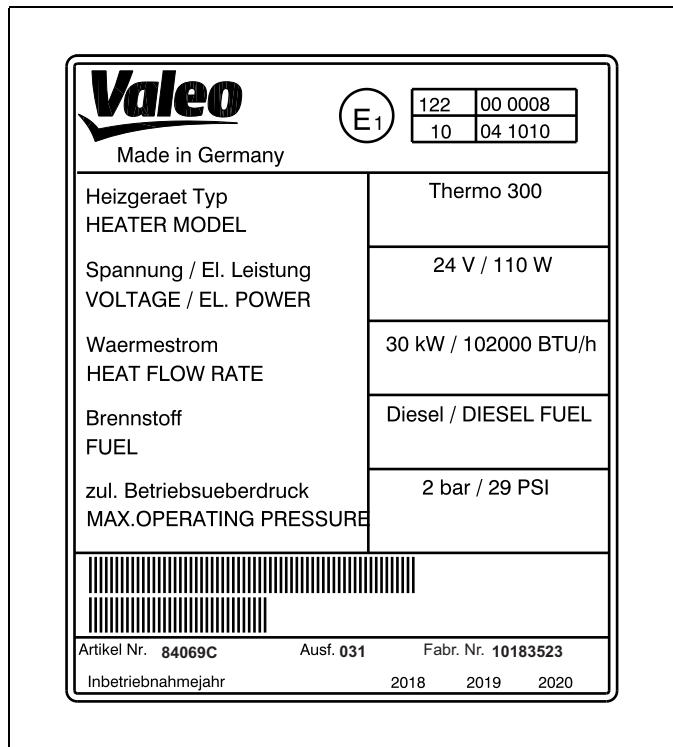 Valeo
Made in Germany
E1
122 00 0008
10 04 1010
Heizgeraet Typ
HEATER MODEL
Thermo 300
Spannung / El. Leistung
VOLTAGE / EL. POWER
24 V / 110 W
Waermestrom
HEAT FLOW RATE
30 kW / 102000 BTU/h
Brennstoff
FUEL
Diesel / DIESEL FUEL
zul. Betriebsueberdruck
MAX.OPERATING PRESSURE
2 bar / 29 PSI
Artikel Nr. 84069C Ausf. 031 Fabr. Nr. 10183523
Inbetriebnahmejahr 2018 2019 2020